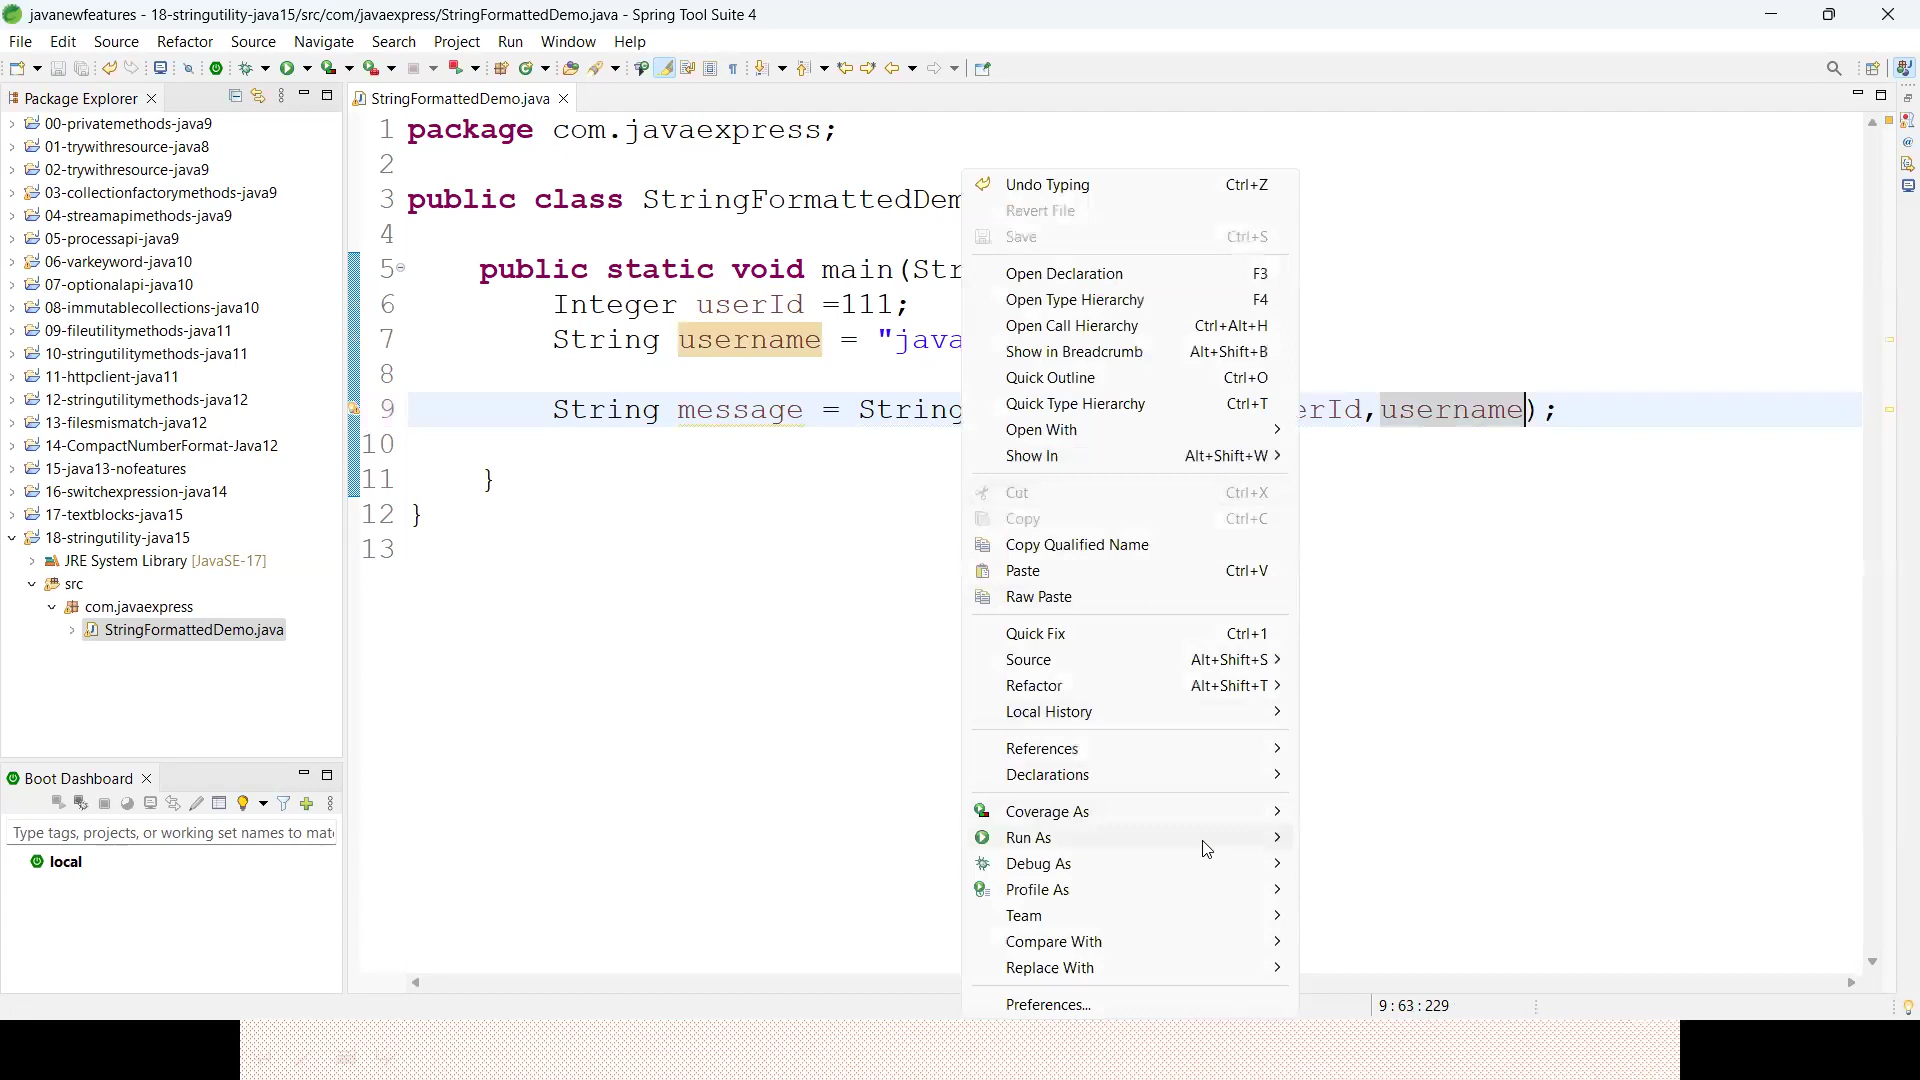 javanewfeatures - 18-stringutility-java15/src/com/javaexpress/StringFormattedDemo.java - Spring Tool Suite 4
File Edit Source Refactor Source Navigate Search Project Run Window Help
Package Explorer
00-privatemethods-java9
01-trywithresource-java8
02-trywithresource-java9
03-collectionfactorymethods-java9
04-streamapimethods-java9
05-processapi-java9
06-varkeyword-java10
07-optionalapi-java10
08-immutablecollections-java10
09-fileutilitymethods-java11
10-stringutilitymethods-java11
11-httpclient-java11
12-stringutilitymethods-java12
13-filesmismatch-java12
14-CompactNumberFormat-Java12
15-java13-nofeatures
16-switchexpression-java14
17-textblocks-java15
18-stringutility-java15
JRE System Library [JavaSE-17]
src
com.javaexpress
StringFormattedDemo.java
Boot Dashboard
Type tags, projects, or working set names to mat
local
StringFormattedDemo.java
1 package com.javaexpress;
2
3 public class StringFormattedDem
4
5 public static void main(Str
6 Integer userId =111;
7 String username = "java
8
9 String message = String erId,username);
10
11 }
12 }
13
Undo Typing Ctrl+Z
Revert File
Save Ctrl+S
Open Declaration F3
Open Type Hierarchy F4
Open Call Hierarchy Ctrl+Alt+H
Show in Breadcrumb Alt+Shift+B
Quick Outline Ctrl+O
Quick Type Hierarchy Ctrl+T
Open With
Show In Alt+Shift+W
Cut Ctrl+X
Copy Ctrl+C
Copy Qualified Name
Paste Ctrl+V
Raw Paste
Quick Fix Ctrl+1
Source Alt+Shift+S
Refactor Alt+Shift+T
Local History
References
Declarations
Coverage As
Run As
Debug As
Profile As
Team
Compare With
Replace With
Preferences...
9 : 63 : 229